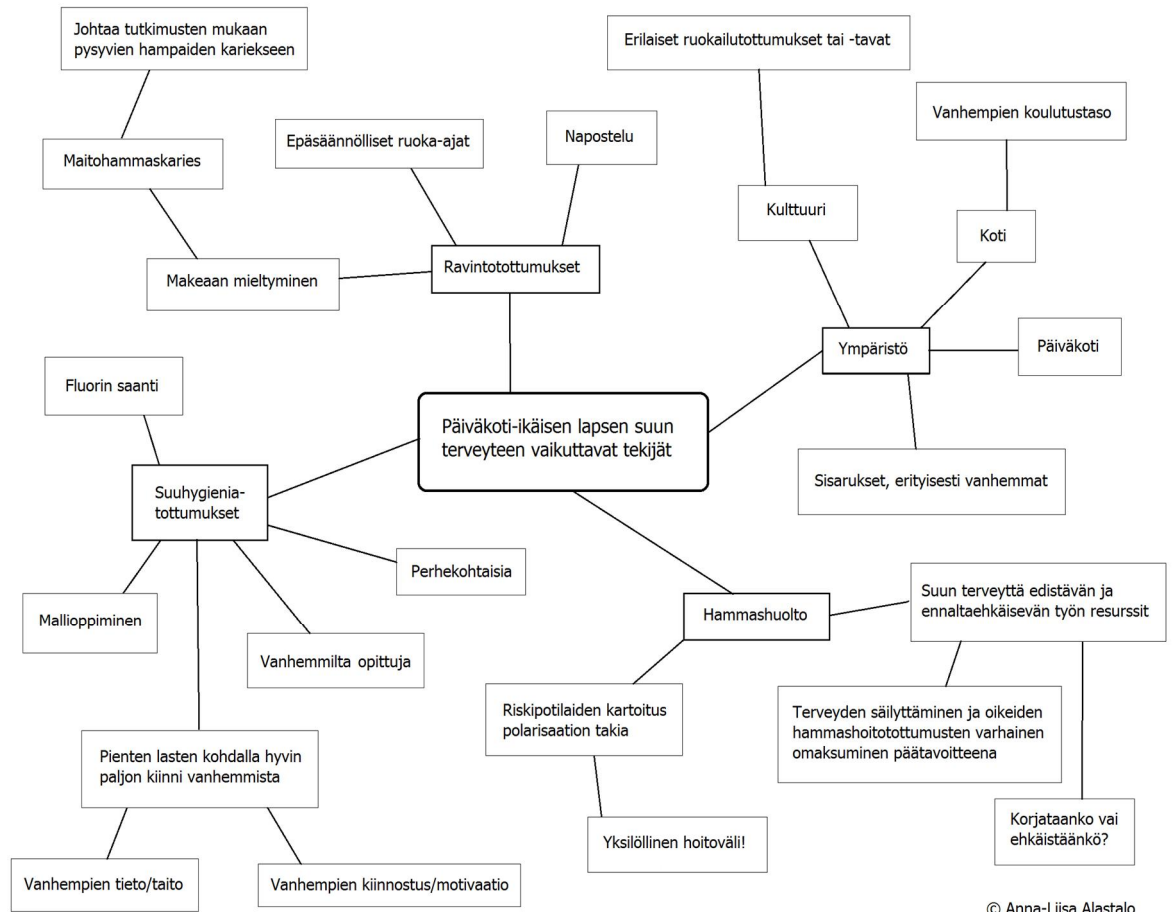 Johtaa tutkimusten mukaan
pysyvien hampaiden kariekseen
Erilaiset ruokailutottumukset tai -tavat
Vanhempien koulutustaso
Epäsäännölliset ruoka-ajat
Napostelu
Maitohammaskaries
Kulttuuri
Koti
Makeaan mieltyminen
Ravintotottumukset
Ympäristö
Päiväkoti
Fluorin saanti
Päiväkoti-ikäisen lapsen suun
terveyteen vaikuttavat tekijät
Sisarukset, erityisesti vanhemmat
Suuhygienia-
tottumukset
Perhekohtaisia
Mallioppiminen
Vanhemmilta opittuja
Hammashuolto
Suun terveyttä edistävän ja
ennaltaehkäisevän työn resurssit
Riskipotilaiden kartoitus
polarisaation takia
Terveyden säilyttäminen ja oikeiden
hammashoitotottumusten varhainen
omaksuminen päätavoitteena
Pienten lasten kohdalla hyvin
paljon kiinni vanhemmista
Yksilöllinen hoitoväli!
Korjataanko vai
ehkäistäänkö?
Vanhempien tieto/taito
Vanhempien kiinnostus/motivaatio
© Anna-Liisa Alastalo